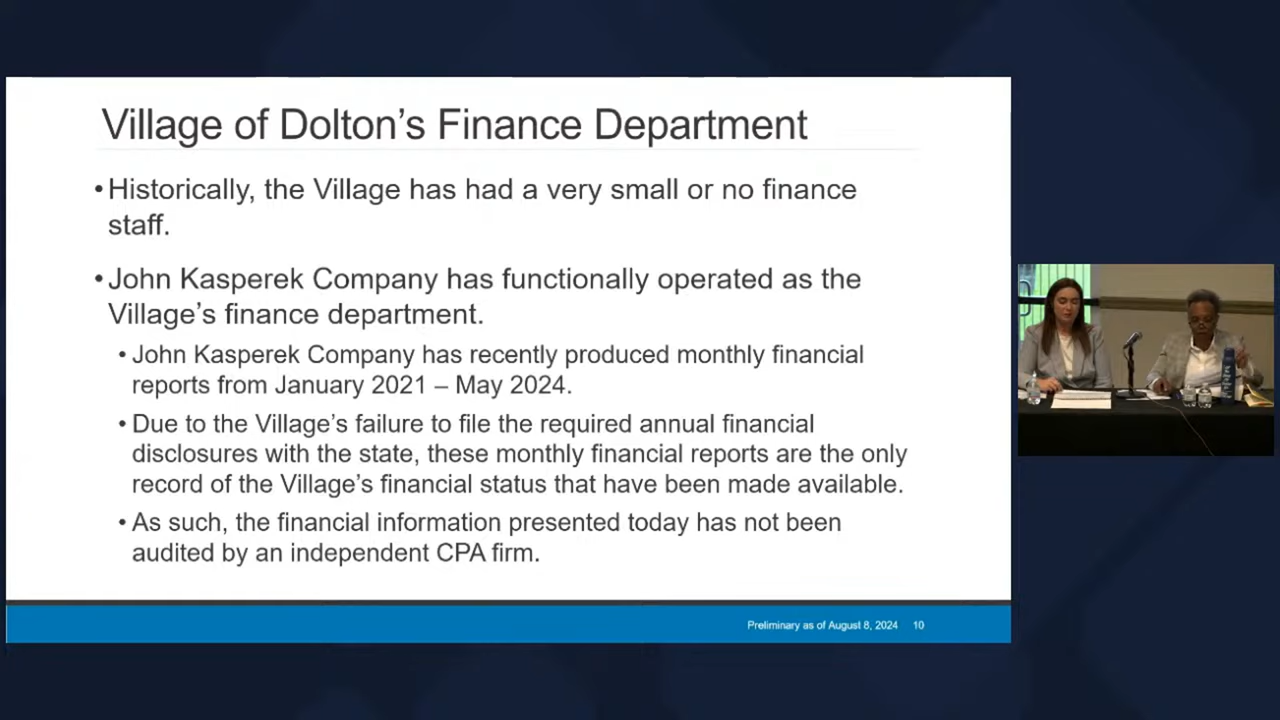 Village of Dolton’s Finance Department
•Historically, the Village has had a very small or no finance
staff.
•John Kasperek Company has functionally operated as the
Village’s finance department.
•John Kasperek Company has recently produced monthly financial
reports from January 2021 – May 2024.
•Due to the Village’s failure to file the required annual financial
disclosures with the state, these monthly financial reports are the only
record of the Village’s financial status that have been made available.
•As such, the financial information presented today has not been
audited by an independent CPA firm.
Preliminary as of August 8, 2024 10